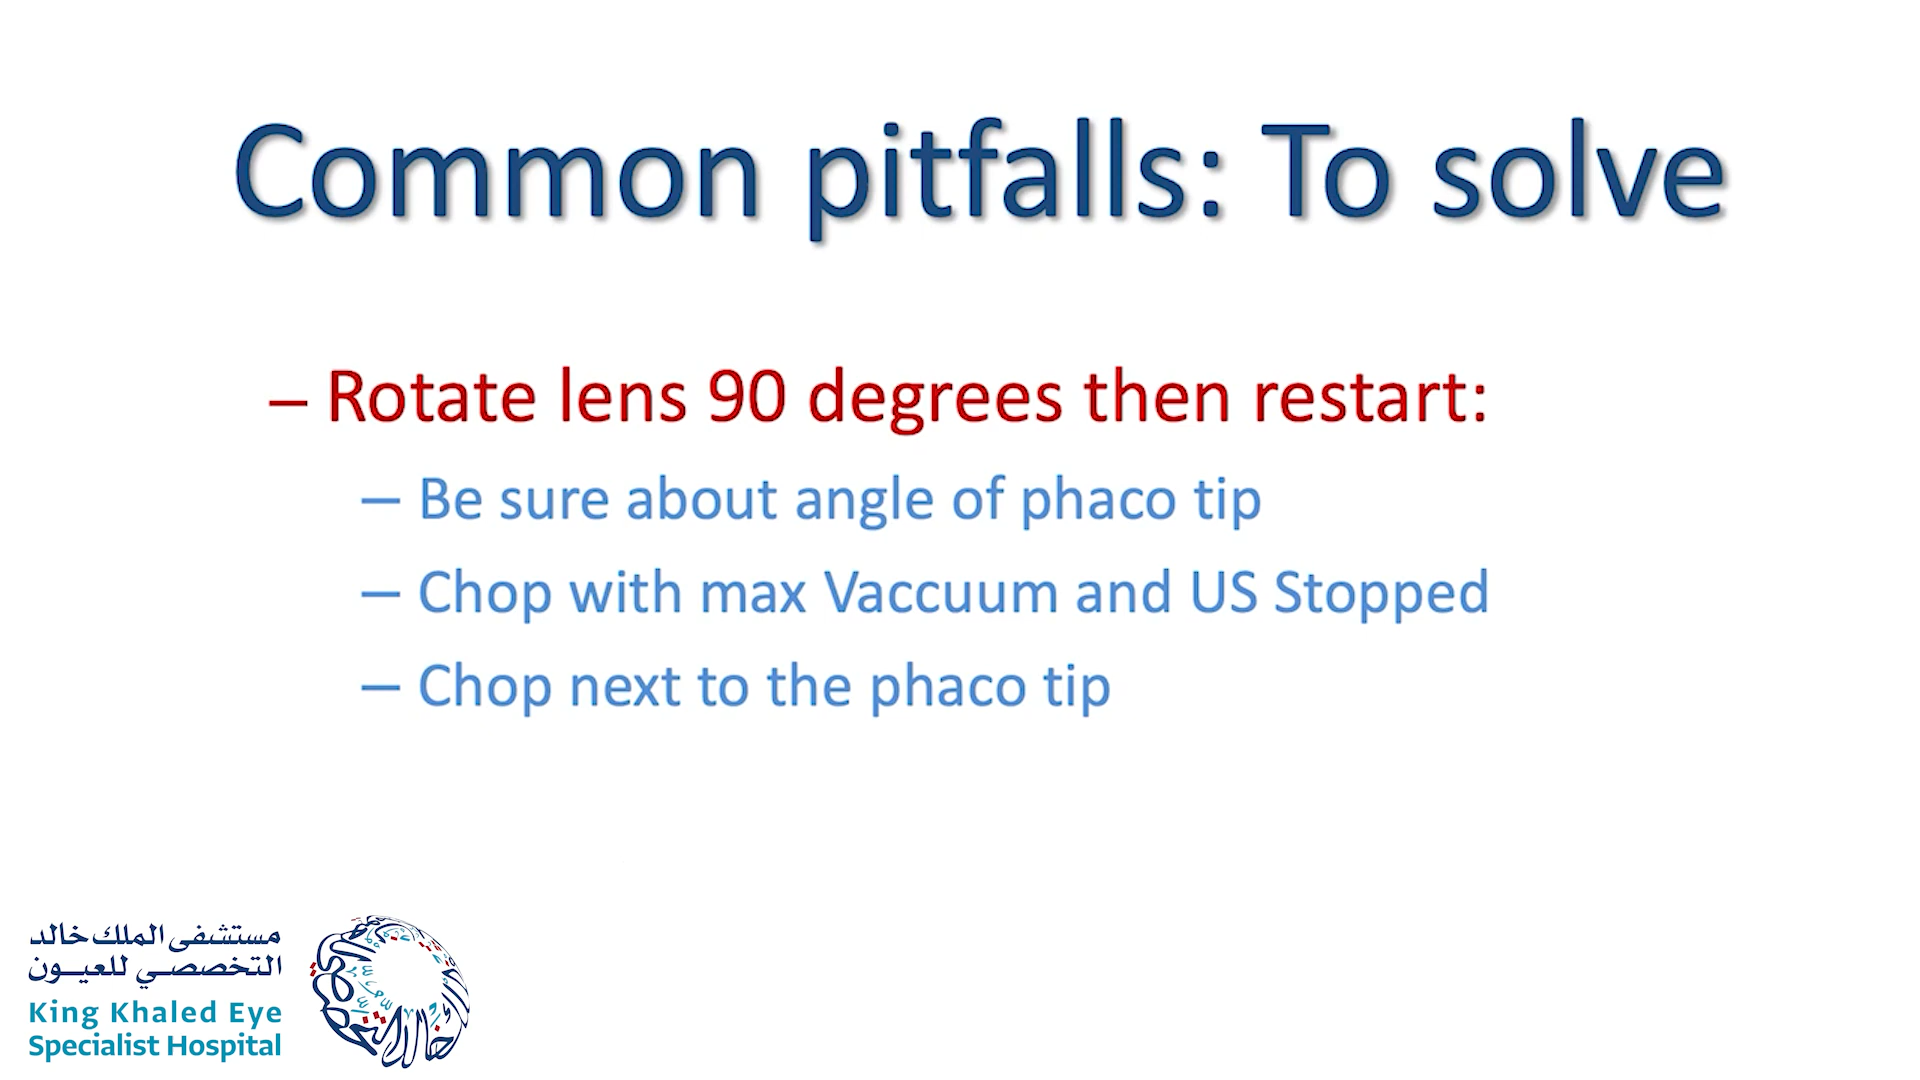 Common pitfalls: To solve
– Rotate lens 90 degrees then restart:
– Be sure about angle of phaco tip
– Chop with max Vaccuum and US Stopped
– Chop next to the phaco tip
مستشفى الملك خالد
التخصصي للعيون
King Khaled Eye
Specialist Hospital